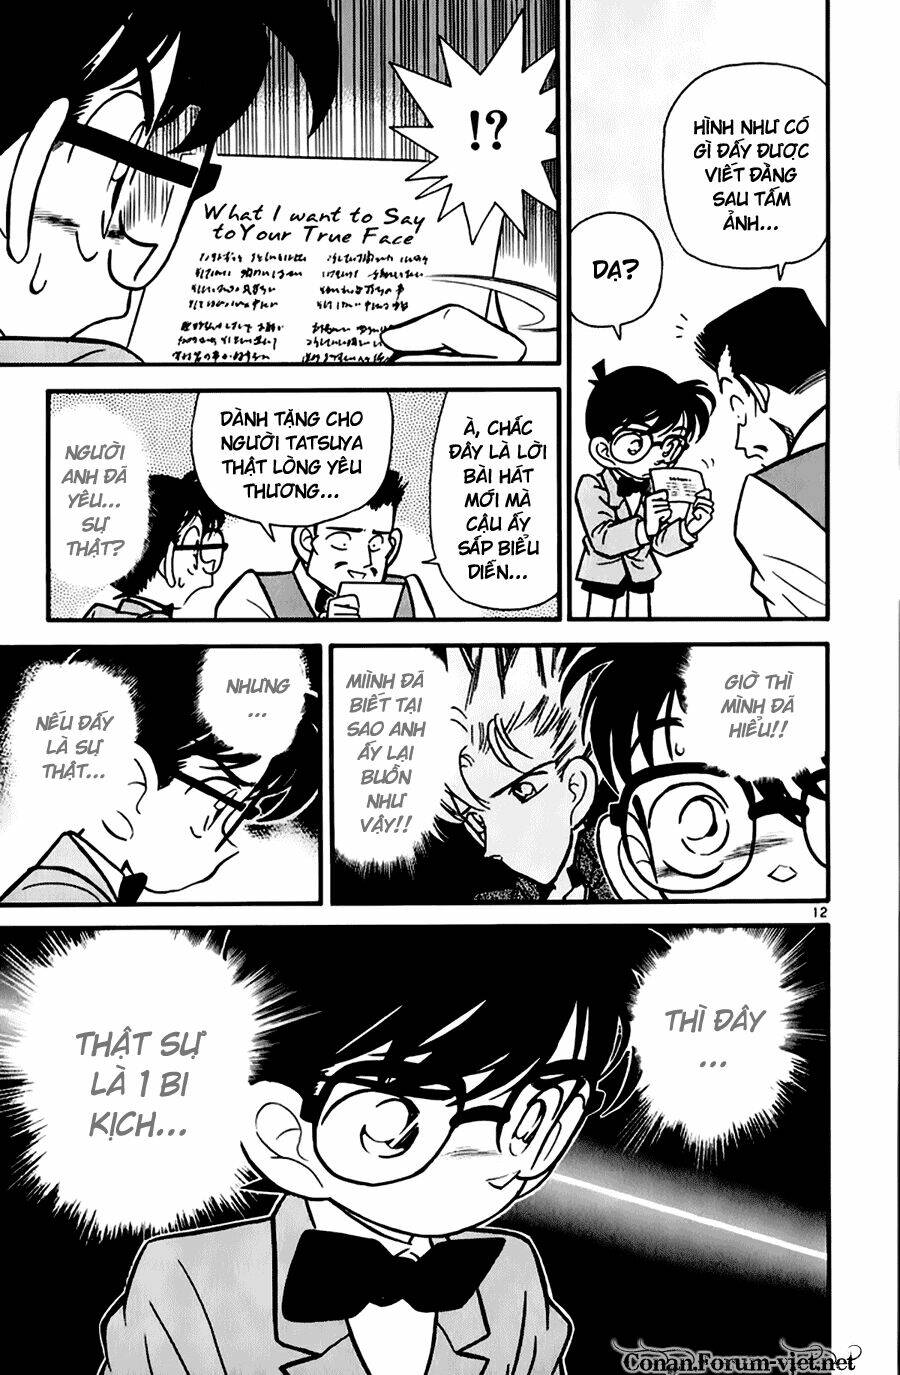 HÌNH NHƯ CÓ
GÌ ĐẤY ĐƯỢC
VIẾT ĐẰNG
SAU TẤM
ẢNH...
DẠ?
!?
What I want to Say
to Your True Face
À, CHẮC
ĐÂY LÀ LỜI
BÀI HÁT
MỚI MÀ
CẬU ẤY
SẮP BIỂU
DIỄN...
DÀNH TẶNG CHO
NGƯỜI TATSUYA
THẬT LÒNG YÊU
THƯƠNG...
NGƯỜI
ANH ĐÃ
YÊU...
SỰ
THẬT?
GIỜ THÌ
MÌNH ĐÃ
HIỂU!!
MIÌNH ĐÃ
BIẾT TẠI
SAO ANH
ẤY LẠI
BUỒN
NHƯ
VẬY!!
NHƯNG
...
NẾU ĐẤY
LÀ SỰ
THẬT...
12
THÌ ĐÂY
...
THẬT SỰ
LÀ 1 BI
KỊCH...
Conan.Forum-viet.net